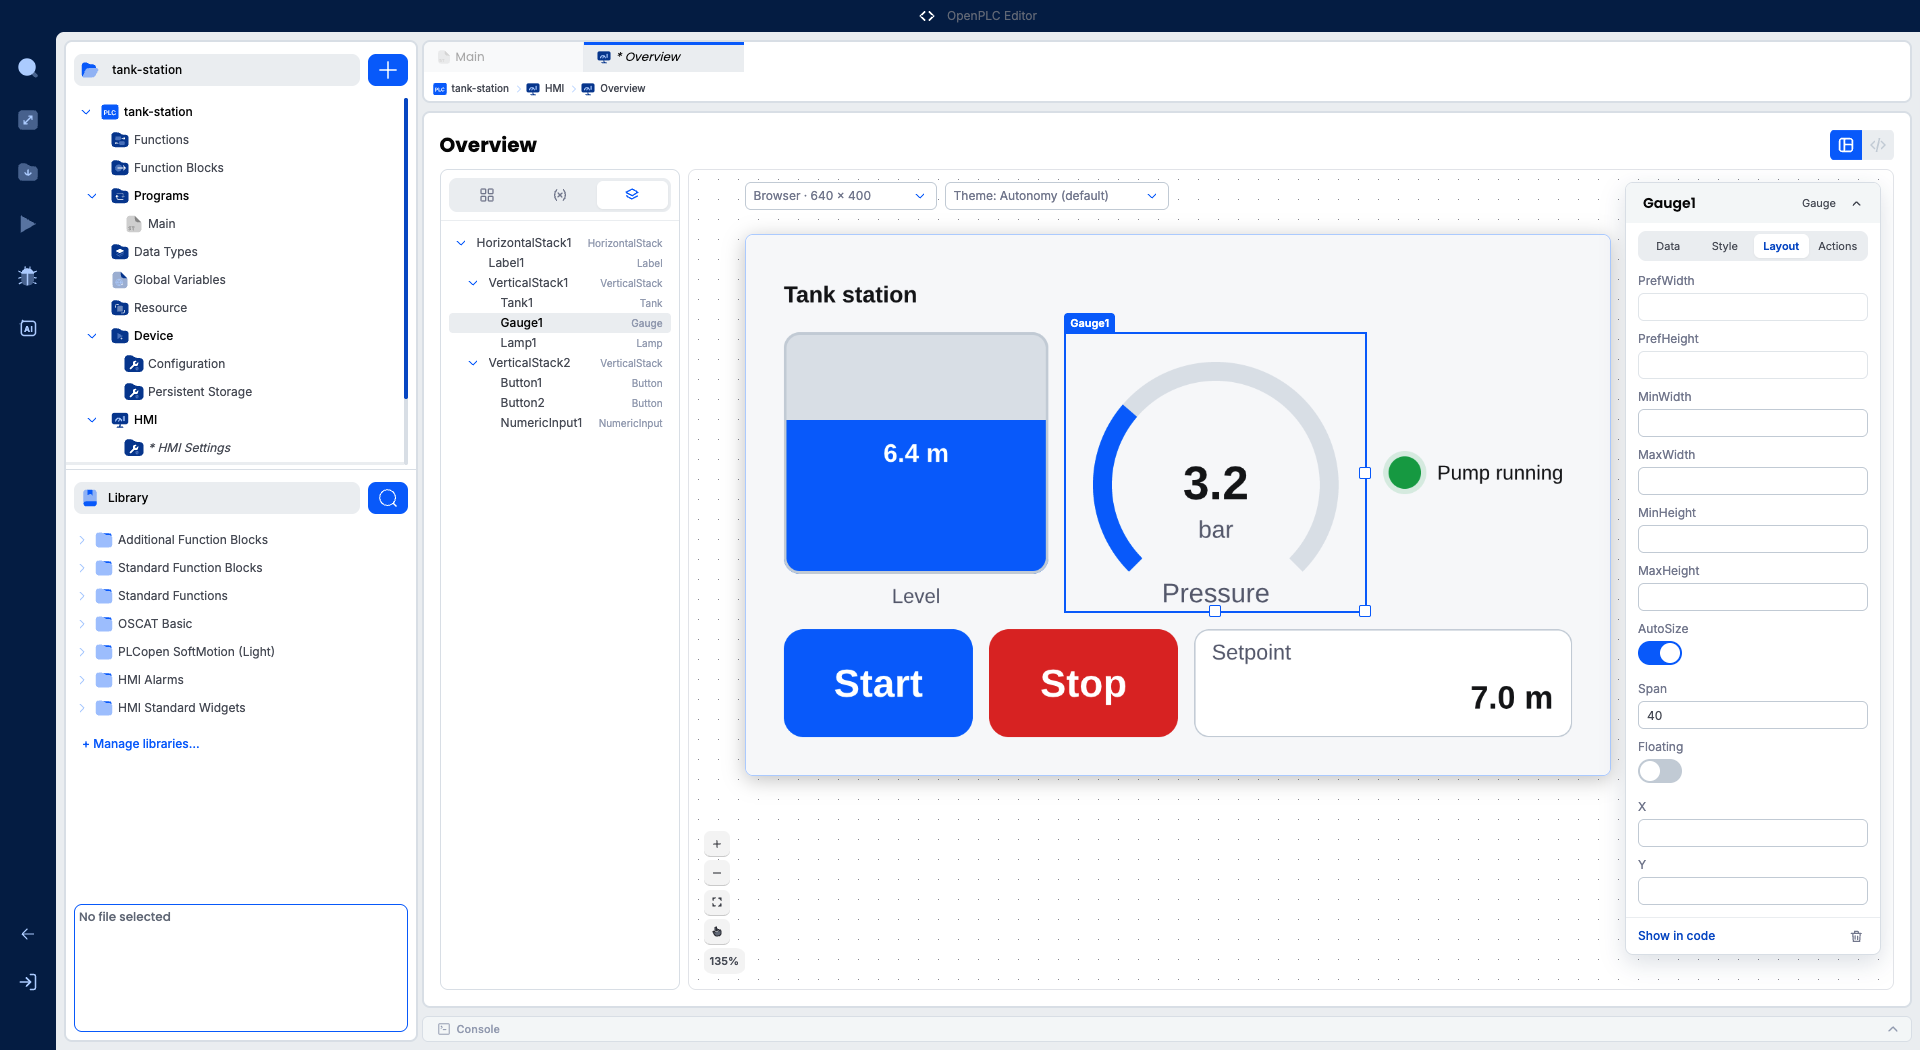 OpenPLC Editor
tank-station
tank-station
Functions
Function Blocks
Programs
Main
Data Types
Global Variables
Resource
Device
Configuration
Persistent Storage
HMI
* HMI Settings
Library
Additional Function Blocks
Standard Function Blocks
Standard Functions
OSCAT Basic
PLCopen SoftMotion (Light)
HMI Alarms
HMI Standard Widgets
+ Manage libraries...
No file selected
Main
* Overview
tank-station
HMI
Overview
Overview
HorizontalStack1 HorizontalStack
Label1 Label
VerticalStack1 VerticalStack
Tank1 Tank
Gauge1 Gauge
Lamp1 Lamp
VerticalStack2 VerticalStack
Button1 Button
Button2 Button
NumericInput1 NumericInput
Browser · 640 × 400
Theme: Autonomy (default)
Tank station
Gauge1
6.4 m
Level
3.2
bar
Pressure
Pump running
Start
Stop
Setpoint
7.0 m
135%
Gauge1 Gauge
Data Style Layout Actions
PrefWidth
PrefHeight
MinWidth
MaxWidth
MinHeight
MaxHeight
AutoSize
Span
40
Floating
X
Y
Show in code
Console